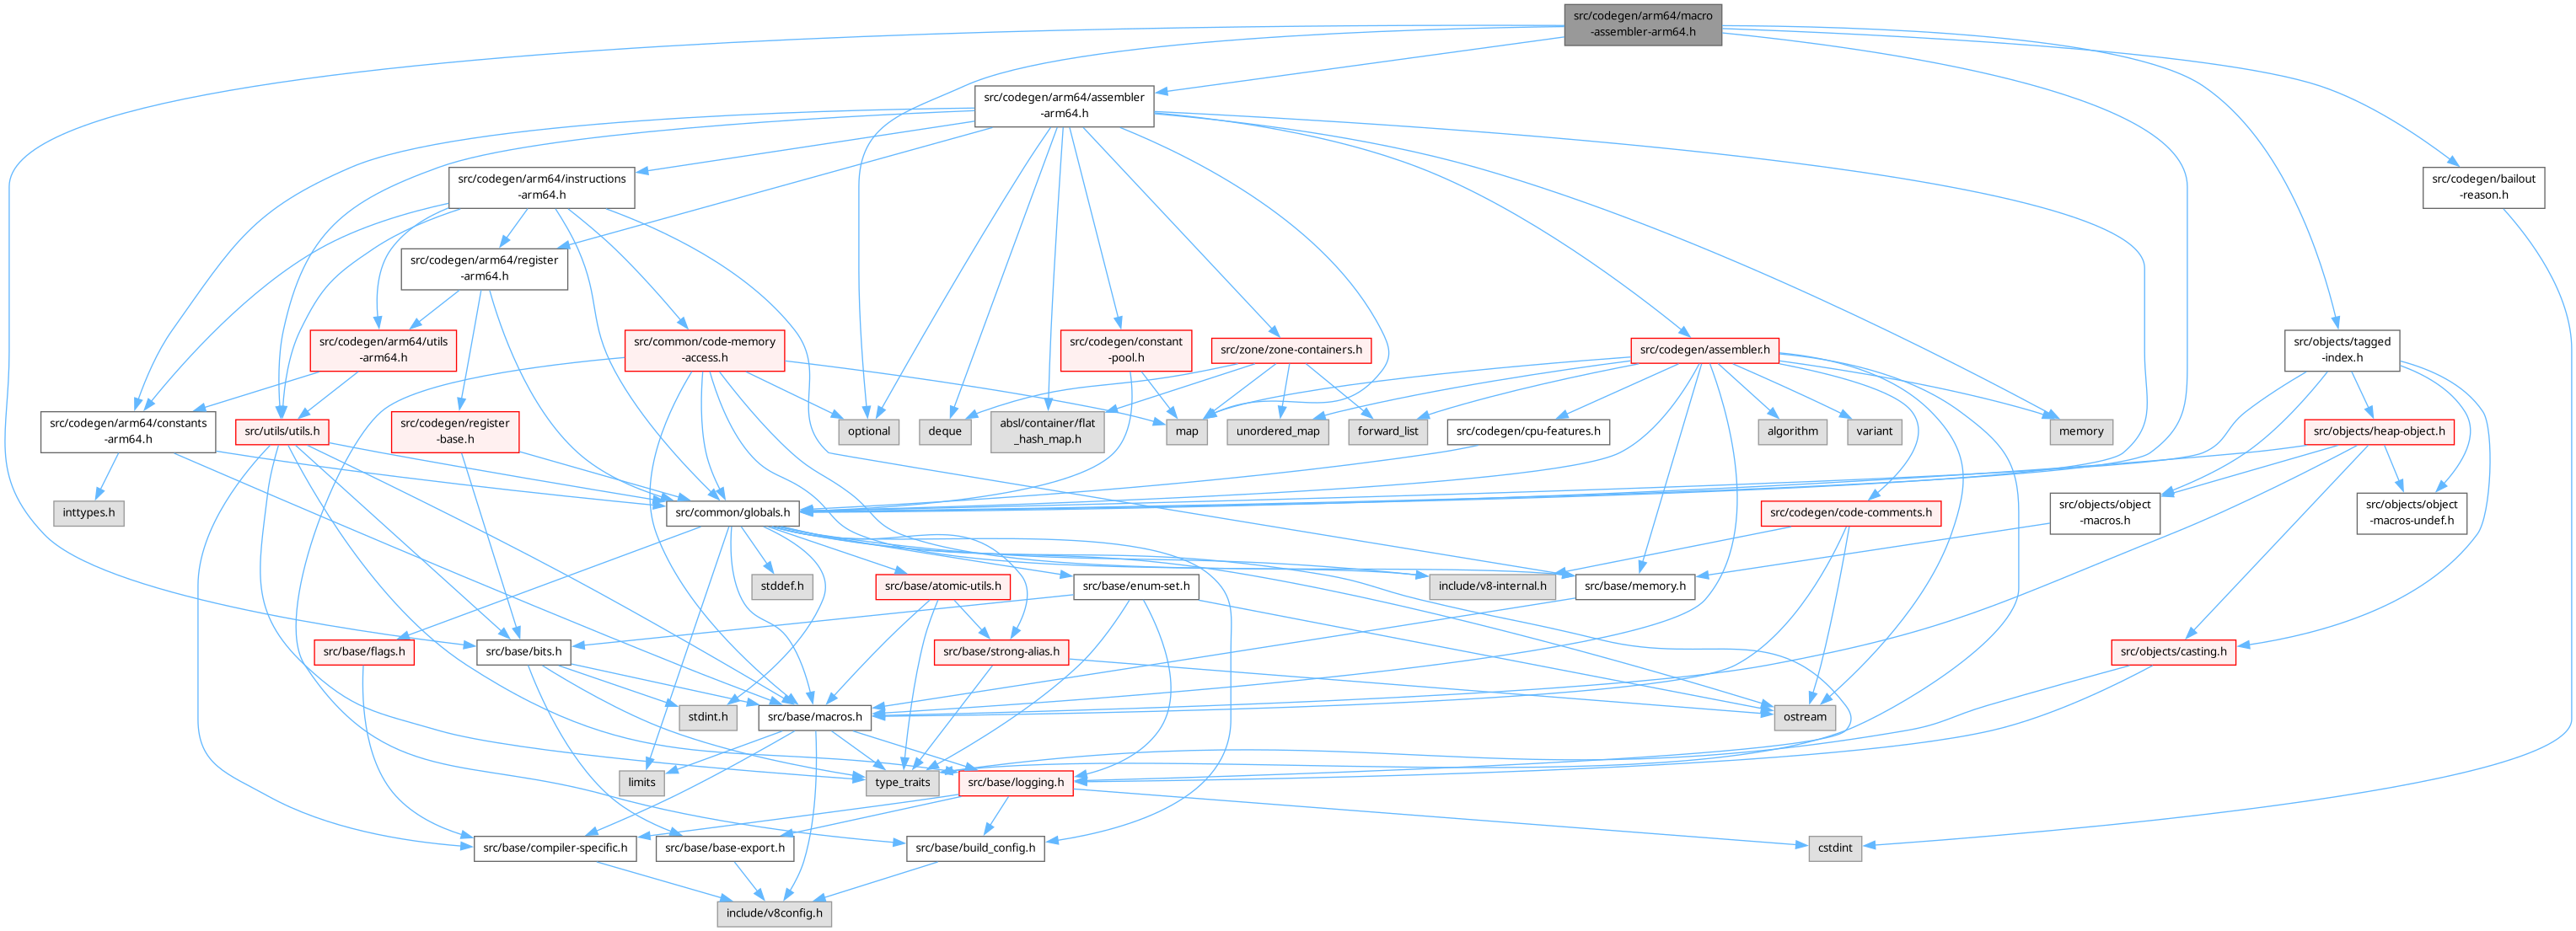 src/codegen/arm64/macro
-assembler-arm64.h
src/codegen/arm64/assembler
-arm64.h
src/codegen/arm64/instructions
-arm64.h
src/codegen/bailout
-reason.h
src/codegen/arm64/register
-arm64.h
src/codegen/arm64/utils
-arm64.h
src/common/code-memory
-access.h
src/codegen/constant
-pool.h
src/zone/zone-containers.h
src/codegen/assembler.h
src/objects/tagged
-index.h
src/codegen/arm64/constants
-arm64.h
src/utils/utils.h
src/codegen/register
-base.h
optional
deque
absl/container/flat
_hash_map.h
map
unordered_map
forward_list
src/codegen/cpu-features.h
algorithm
variant
memory
src/objects/heap-object.h
inttypes.h
src/common/globals.h
src/codegen/code-comments.h
src/objects/object
-macros.h
src/objects/object
-macros-undef.h
stddef.h
src/base/atomic-utils.h
src/base/enum-set.h
include/v8-internal.h
src/base/memory.h
src/base/flags.h
src/base/bits.h
src/base/strong-alias.h
src/objects/casting.h
stdint.h
src/base/macros.h
ostream
limits
type_traits
src/base/logging.h
src/base/compiler-specific.h
src/base/base-export.h
src/base/build_config.h
cstdint
include/v8config.h